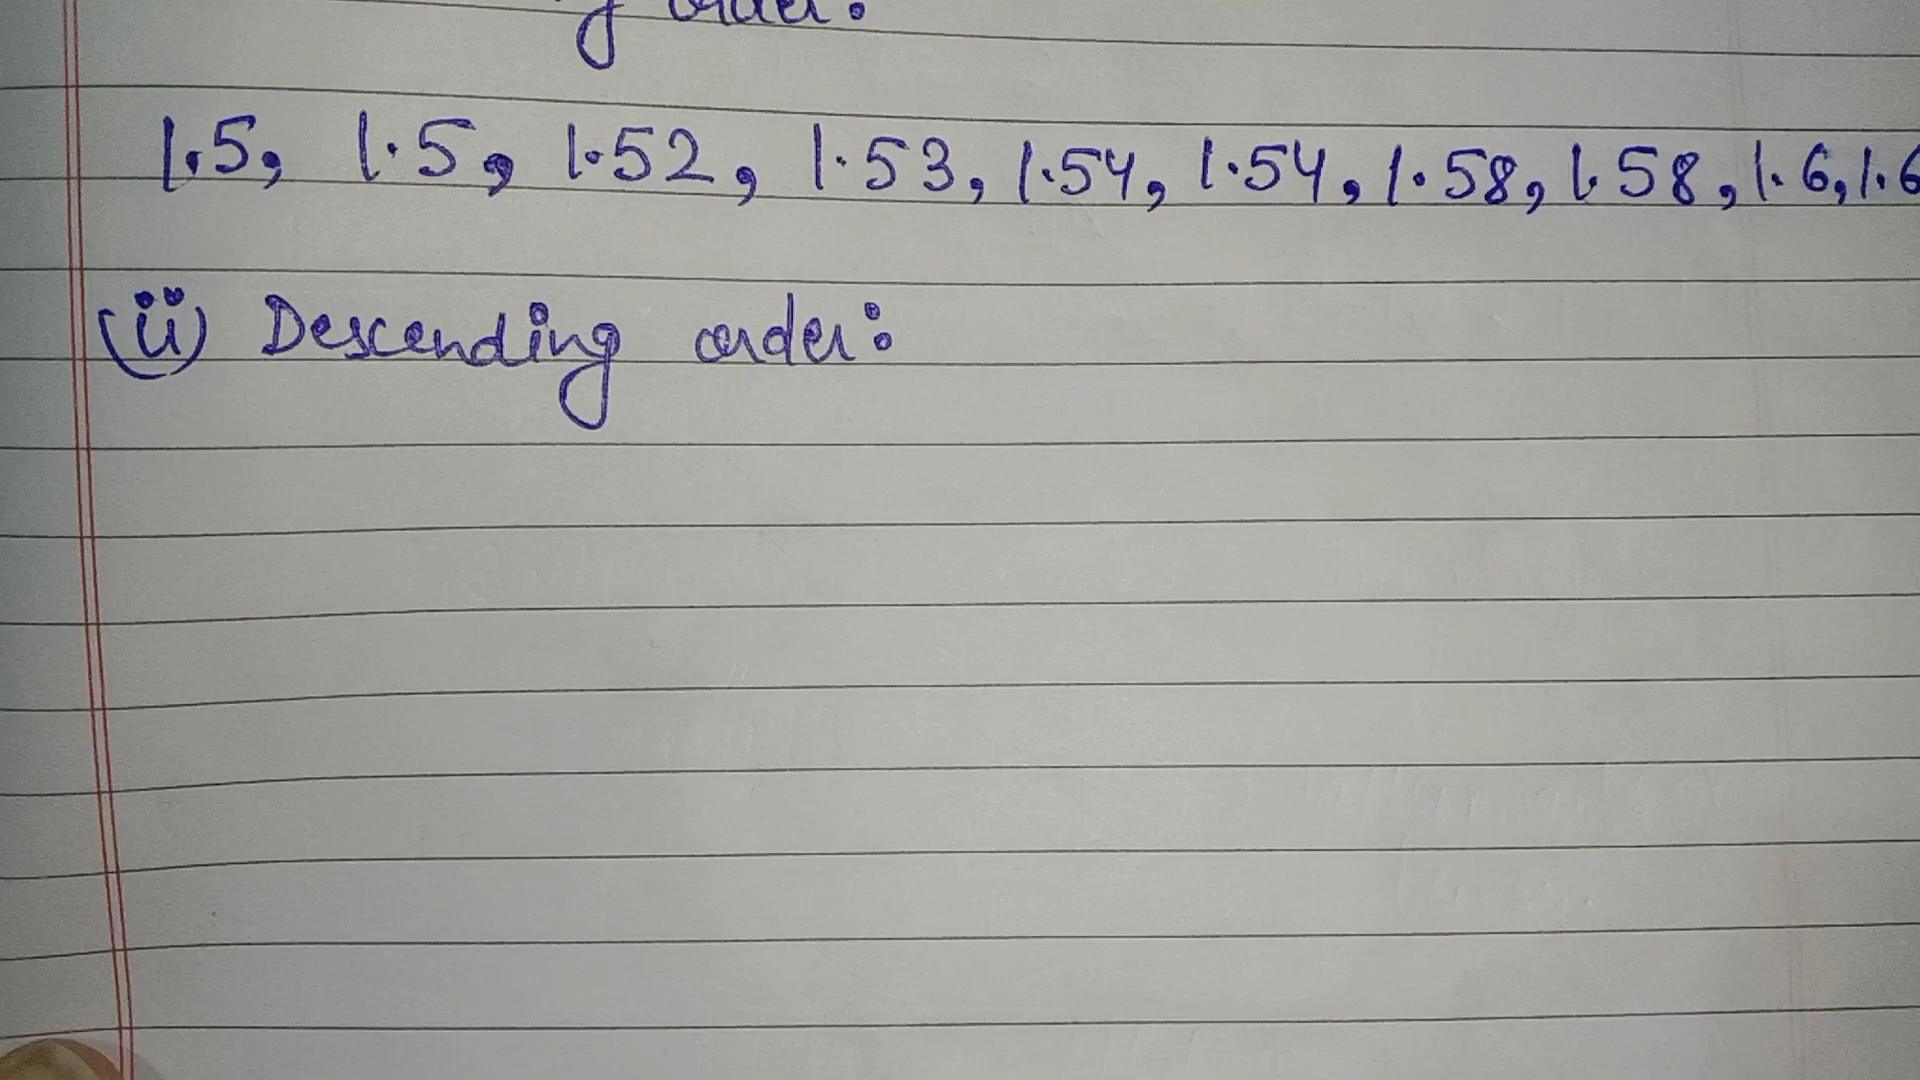 order:
1.5, 1.5, 1.52, 1.53, 1.54, 1.54, 1.58, 1.58, 1.6, 1.6
(ii) Descending order: